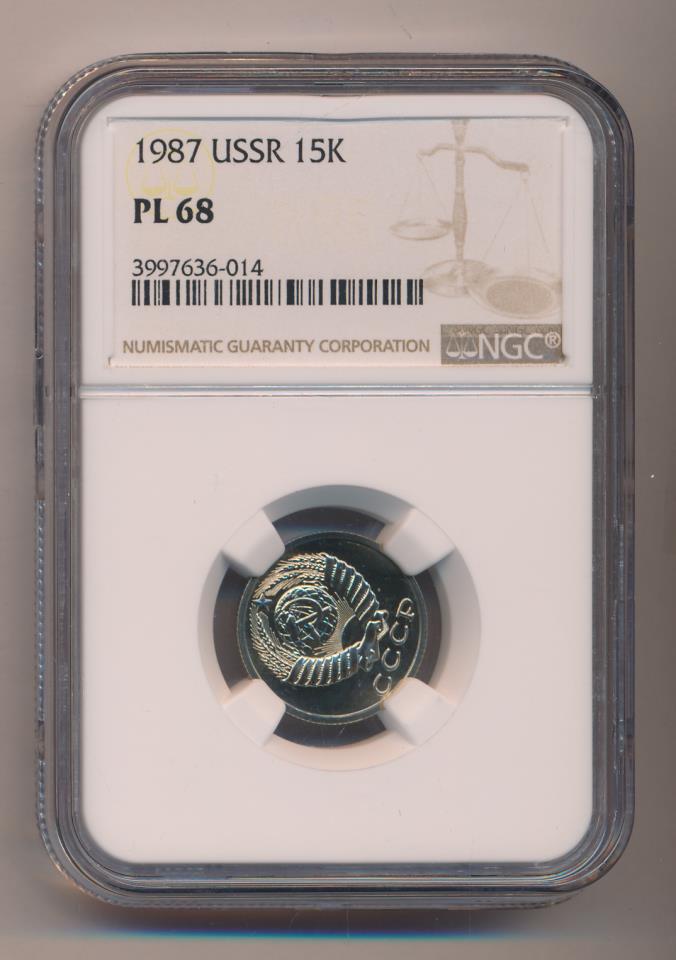 1987 USSR 15K
PL 68
3997636-014
NUMISMATIC GUARANTY CORPORATION
NGC®
СССР